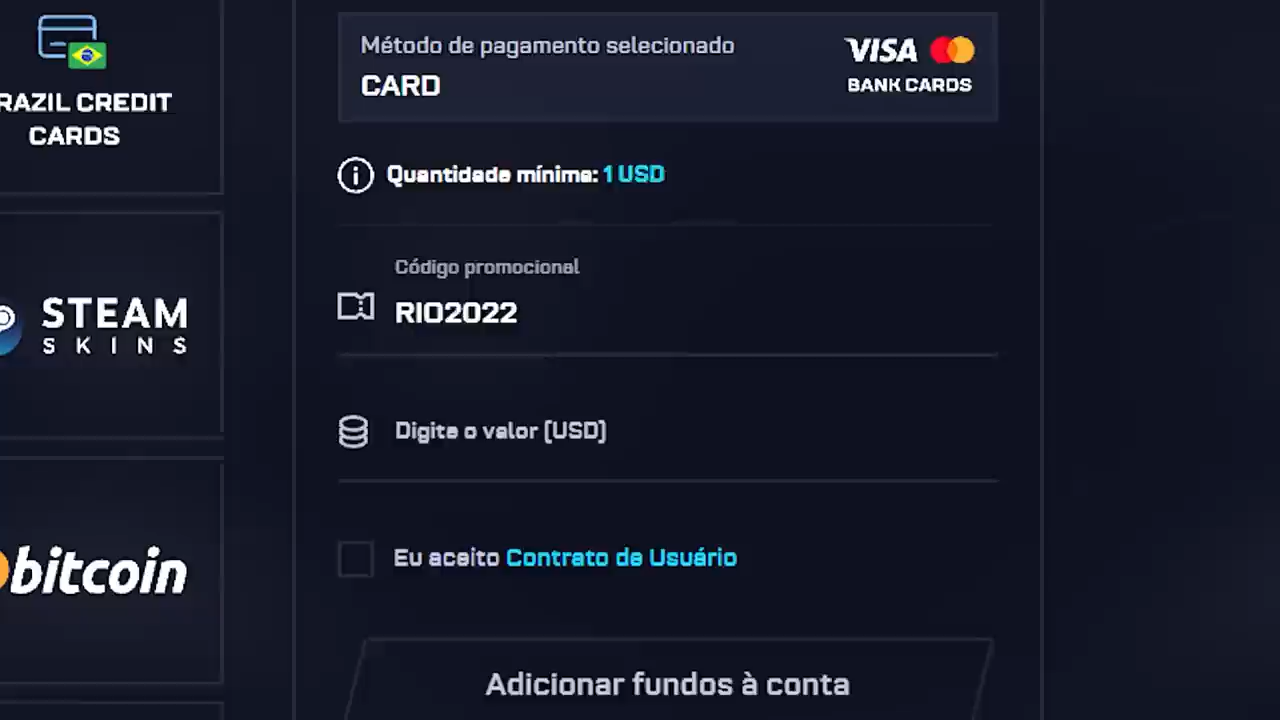 RAZIL CREDIT
CARDS
STEAM
SKINS
bitcoin
Método de pagamento selecionado
CARD
VISA
BANK CARDS
Quantidade mínima: 1 USD
Código promocional
RIO2022
Digite o valor (USD)
Eu aceito Contrato de Usuário
Adicionar fundos à conta